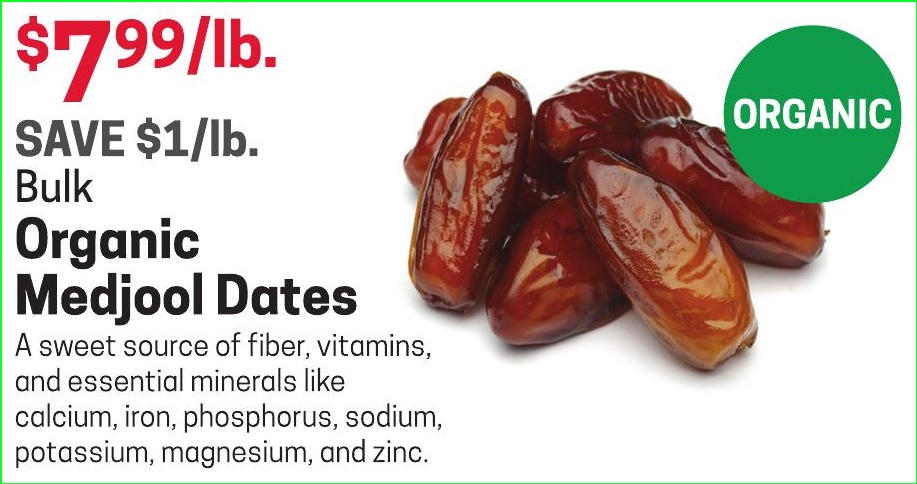 $7.99/lb.
SAVE $1/lb.
Bulk
Organic
Medjool Dates
A sweet source of fiber, vitamins,
and essential minerals like
calcium, iron, phosphorus, sodium,
potassium, magnesium, and zinc.
ORGANIC